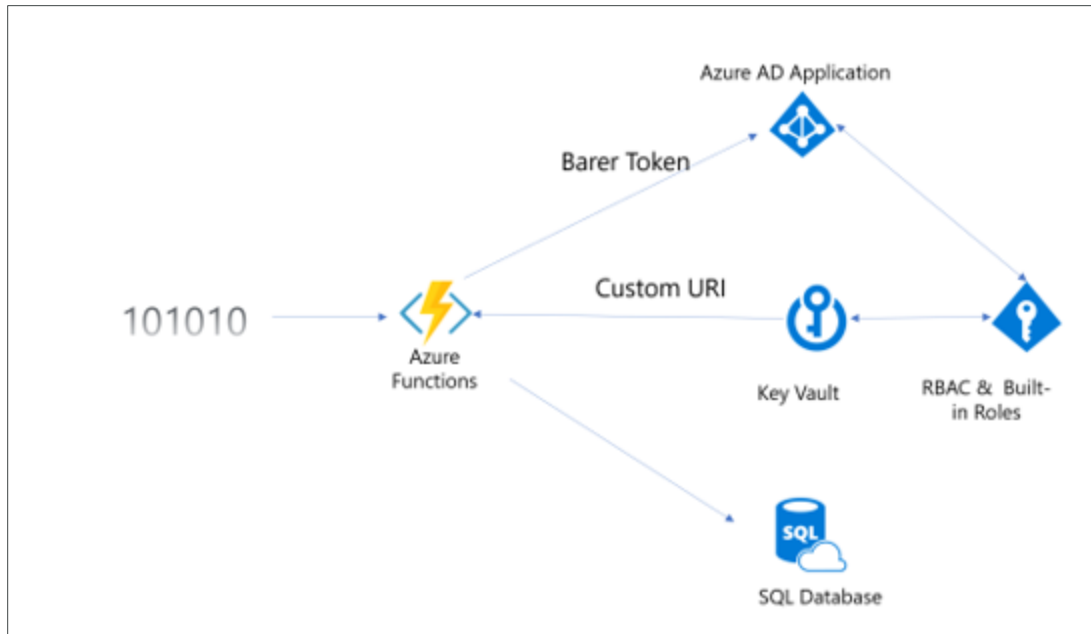 Azure AD Application
Barer Token
Custom URI
101010
Azure
Functions
Key Vault
RBAC & Built-
in Roles
SQL
SQL Database